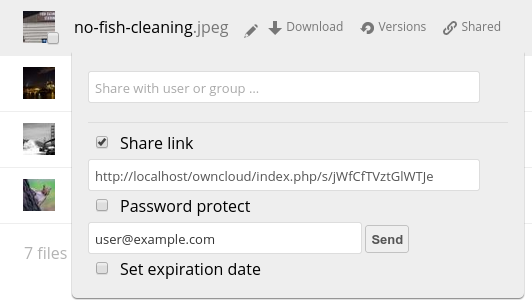 no-fish-cleaning.jpeg Download Versions Shared
Share with user or group ...
Share link
http://localhost/owncloud/index.php/s/jWfCfTVztGlWTJe
Password protect
user@example.com Send
Set expiration date
7 files